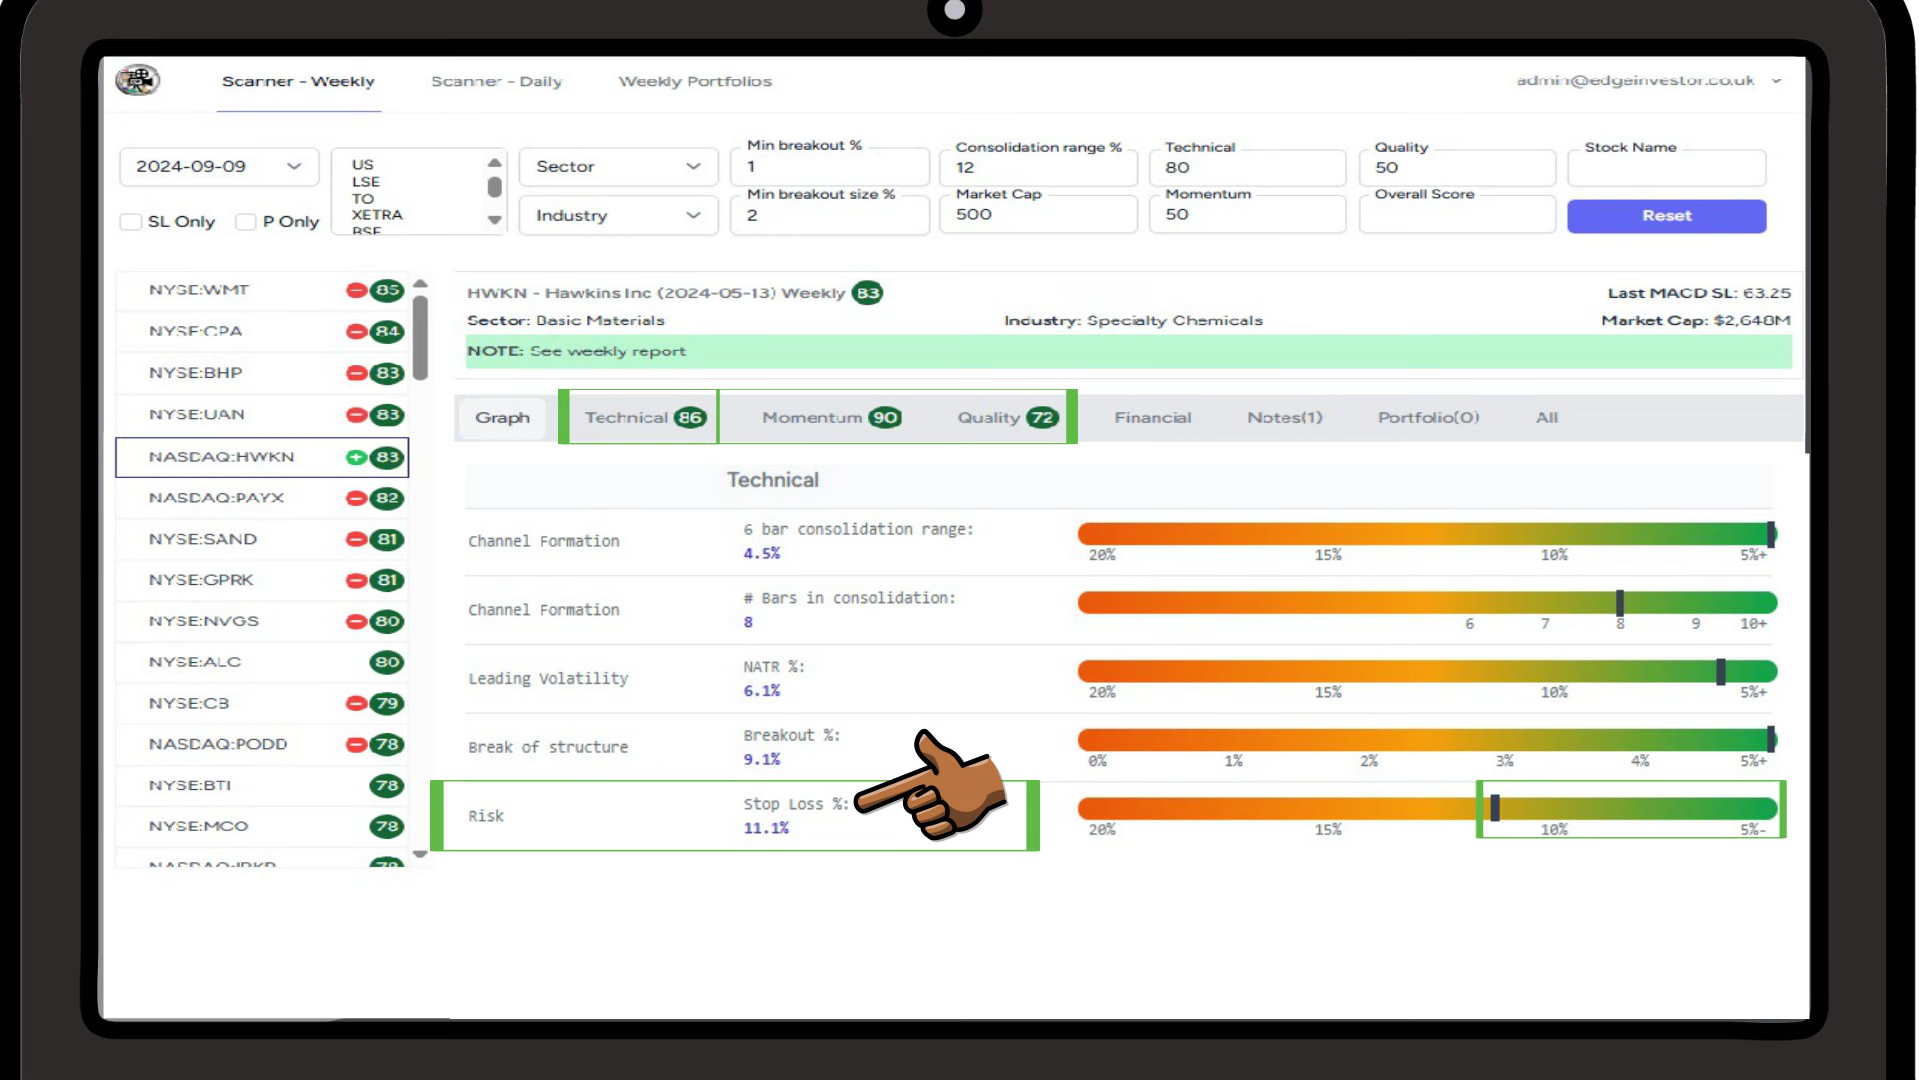 Scanner - Weekly
Scanner - Daily
Weekly Portfolios
admin@edgeinvestor.co.uk
2024-09-09
US
LSE
TO
XETRA
BSE
SL Only
P Only
Sector
Industry
Min breakout %
1
Min breakout size %
2
Consolidation range %
12
Market Cap
500
Technical
80
Momentum
50
Quality
50
Overall Score
Stock Name
Reset
NYSE:WMT 85
NYSE:CPA 84
NYSE:BHP 83
NYSE:UAN 83
NASDAQ:HWKN 83
NASDAQ:PAYX 82
NYSE:SAND 81
NYSE:GPRK 81
NYSE:NVGS 80
NYSE:ALC 80
NYSE:CB 79
NASDAQ:PODD 78
NYSE:BTI 78
NYSE:MCO 78
HWKN - Hawkins Inc (2024-05-13) Weekly 83
Last MACD SL: 63.25
Sector: Basic Materials
Industry: Specialty Chemicals
Market Cap: $2,648M
NOTE: See weekly report
Graph
Technical 86
Momentum 90
Quality 72
Financial
Notes(1)
Portfolio(0)
All
Technical
Channel Formation
6 bar consolidation range:
4.5%
20% 15% 10% 5%+
Channel Formation
# Bars in consolidation:
8
6 7 8 9 10+
Leading Volatility
NATR %:
6.1%
20% 15% 10% 5%+
Break of structure
Breakout %:
9.1%
0% 1% 2% 3% 4% 5%+
Risk
Stop Loss %:
11.1%
20% 15% 10% 5%-